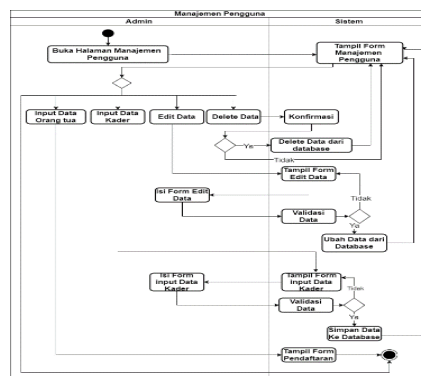 Manajemen Pengguna
Admin
Sistem
Buka Halaman Manajemen
Pengguna
Tampil Form
Manajemen
Pengguna
Input Data
Orang tua
Input Data
Kader
Edit Data
Delete Data
Konfirmasi
Ya
Delete Data dari
database
Tidak
Tampil Form
Edit Data
Isi Form Edit
Data
Tidak
Validasi
Data
Ya
Ubah Data dari
Database
Isi Form
Input Data
Kader
Tampil Form
Input Data
Kader
Tidak
Validasi
Data
Ya
Simpan Data
Ke Database
Tampil Form
Pendaftaran